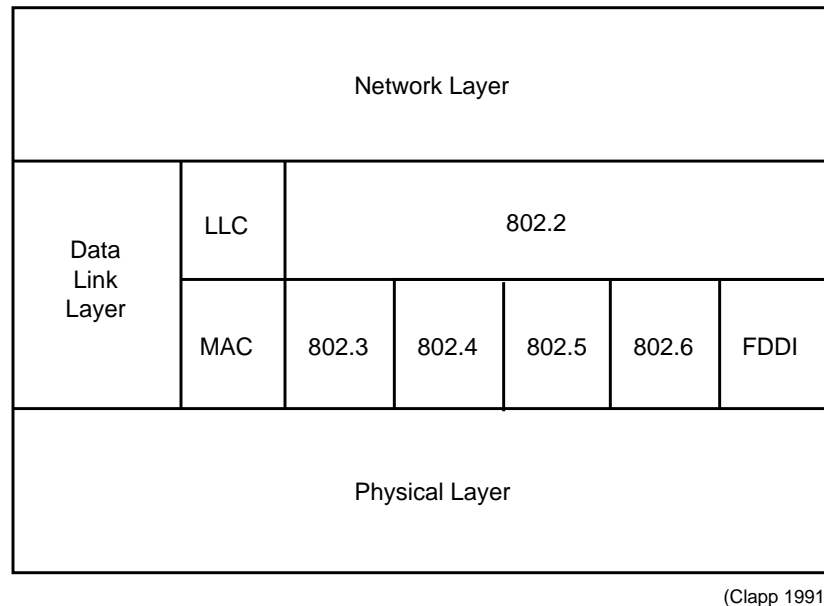 Network Layer
LLC
802.2
Data
Link
Layer
MAC
802.3
802.4
802.5
802.6
FDDI
Physical Layer
(Clapp 1991